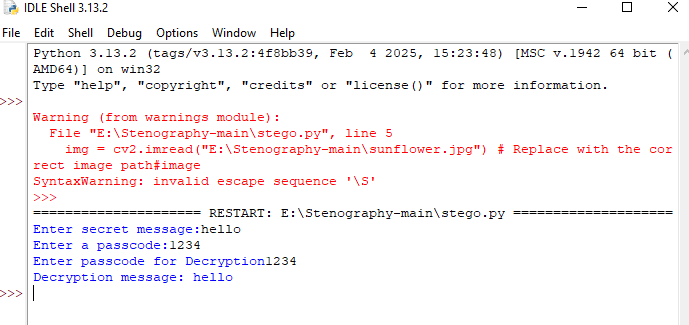 IDLE Shell 3.13.2
File Edit Shell Debug Options Window Help
Python 3.13.2 (tags/v3.13.2:4f8bb39, Feb  4 2025, 15:23:48) [MSC v.1942 64 bit (
AMD64)] on win32
Type "help", "copyright", "credits" or "license()" for more information.
>>>
Warning (from warnings module):
  File "E:\Stenography-main\stego.py", line 5
    img = cv2.imread("E:\Stenography-main\sunflower.jpg") # Replace with the cor
rect image path#image
SyntaxWarning: invalid escape sequence '\S'
>>>
===================== RESTART: E:\Stenography-main\stego.py ====================
Enter secret message:hello
Enter a passcode:1234
Enter passcode for Decryption1234
Decryption message: hello
>>>